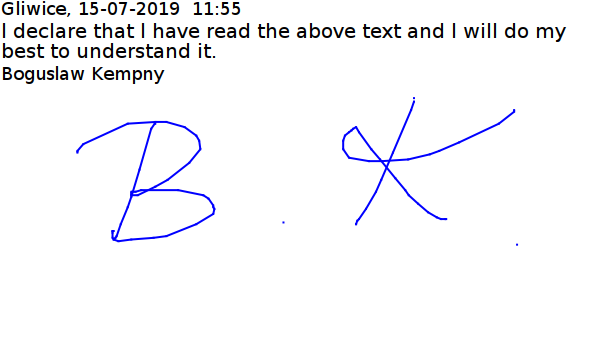 Gliwice, 15-07-2019 11:55
I declare that I have read the above text and I will do my
best to understand it.
Boguslaw Kempny
B. K.